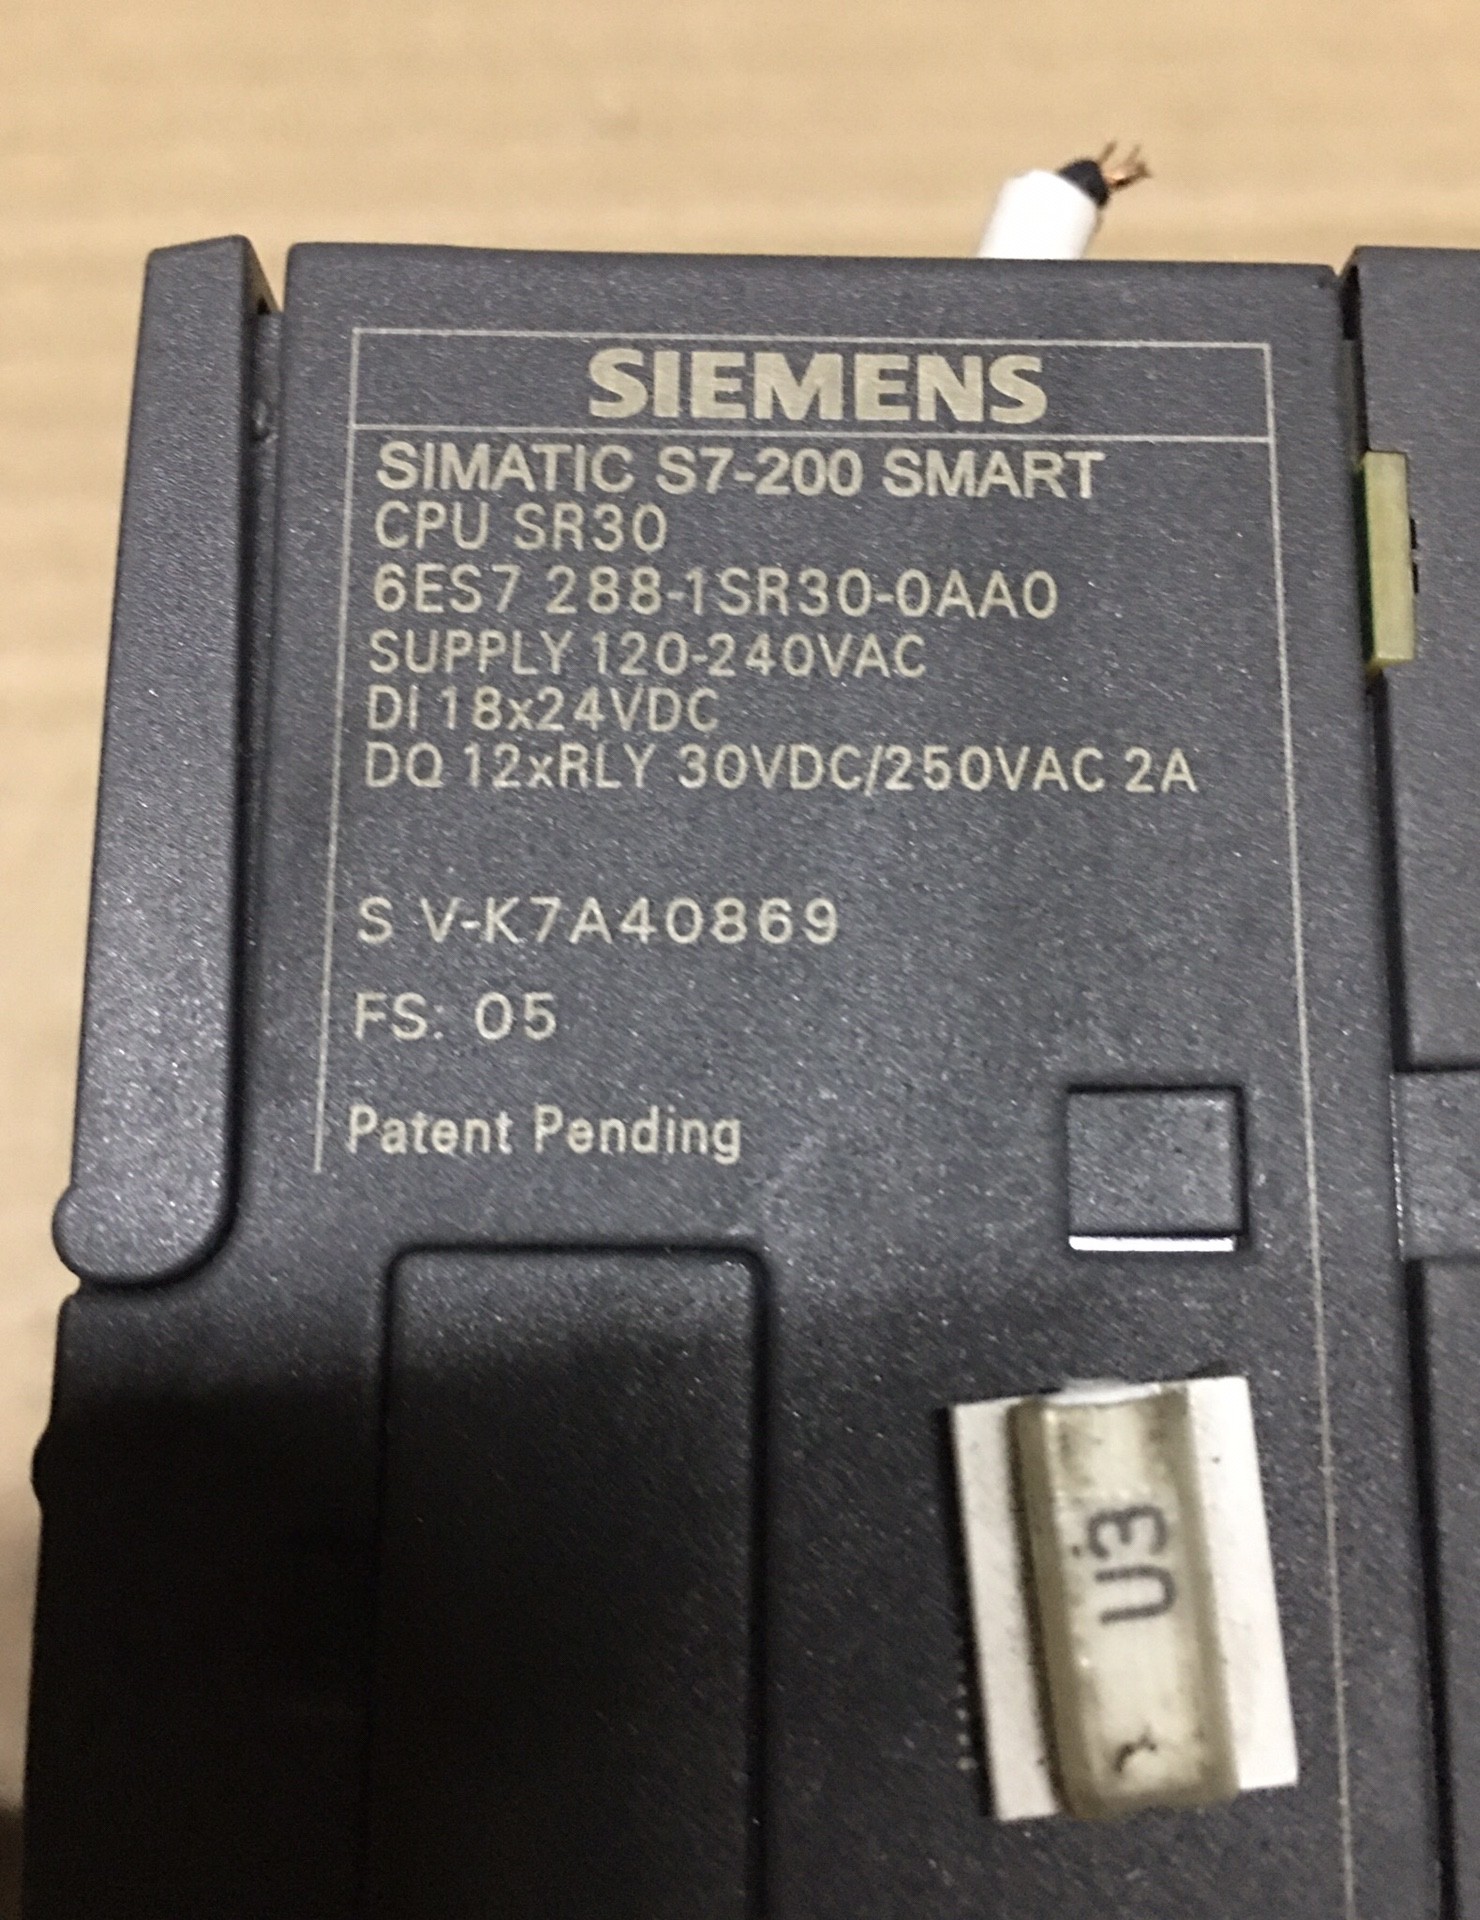 SIEMENS
SIMATIC S7-200 SMART
CPU SR30
6ES7 288-1SR30-0AA0
SUPPLY 120-240VAC
DI 18x24VDC
DQ 12xRLY 30VDC/250VAC 2A
S V-K7A40869
FS: 05
Patent Pending
U3